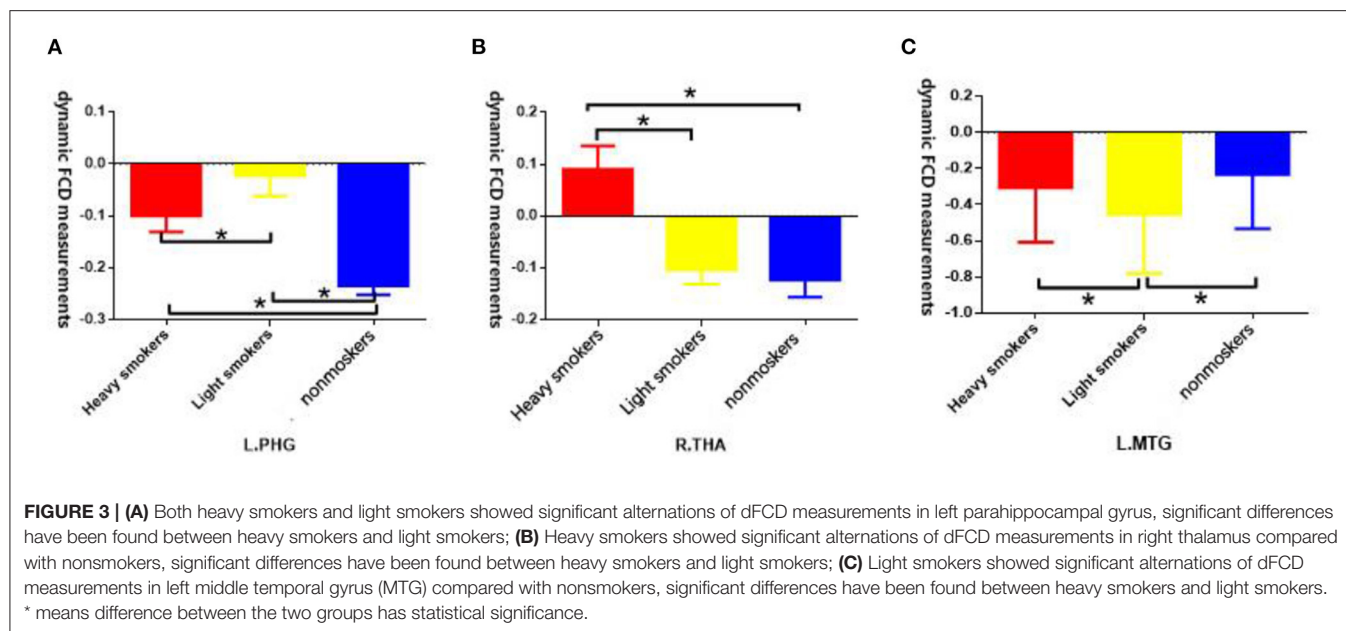 A
B
C
dynamic FCD measurements
0.1
0.0
-0.1
-0.2
-0.3
*
*
*
Heavy smokers
Light smokers
nonmoskers
L.PHG
dynamic FCD measurements
0.2
0.1
0.0
-0.1
-0.2
*
*
Heavy smokers
Light smokers
nonmoskers
R.THA
dynamic FCD measurements
0.2
0.0
-0.2
-0.4
-0.6
-0.8
-1.0
*
*
Heavy smokers
Light smokers
nonmoskers
L.MTG
FIGURE 3 | (A) Both heavy smokers and light smokers showed significant alternations of dFCD measurements in left parahippocampal gyrus, significant differences
have been found between heavy smokers and light smokers; (B) Heavy smokers showed significant alternations of dFCD measurements in right thalamus compared
with nonsmokers, significant differences have been found between heavy smokers and light smokers; (C) Light smokers showed significant alternations of dFCD
measurements in left middle temporal gyrus (MTG) compared with nonsmokers, significant differences have been found between heavy smokers and light smokers.
* means difference between the two groups has statistical significance.